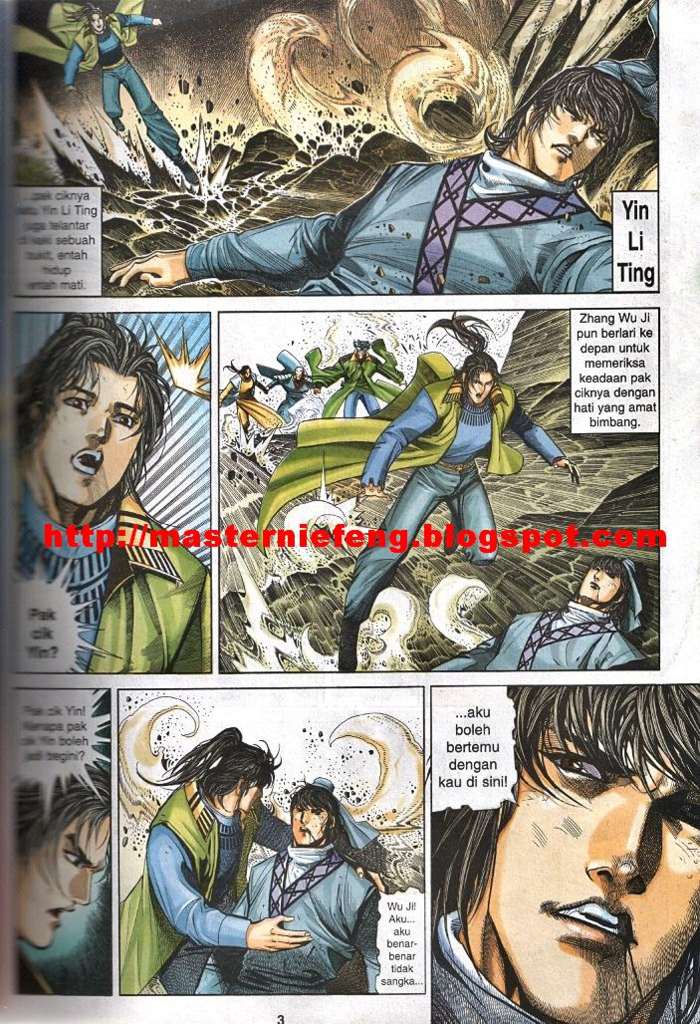 pak ciknya
Yin Li Ting
telantar
sebuah
bukit, entah
hidup
entah mati.
Yin
Li
Ting
Zhang Wu Ji
pun berlari ke
depan untuk
memeriksa
keadaan pak
ciknya dengan
hati yang amat
bimbang.
http://masterniefeng.blogspot.com
Pak
cik
Yin?
Pak cik Yin!
Kenapa pak
cik Yin boleh
jadi begini?
Wu Ji!
Aku...
aku
benar-
benar
tidak
sangka...
...aku
boleh
bertemu
dengan
kau di sini!
3